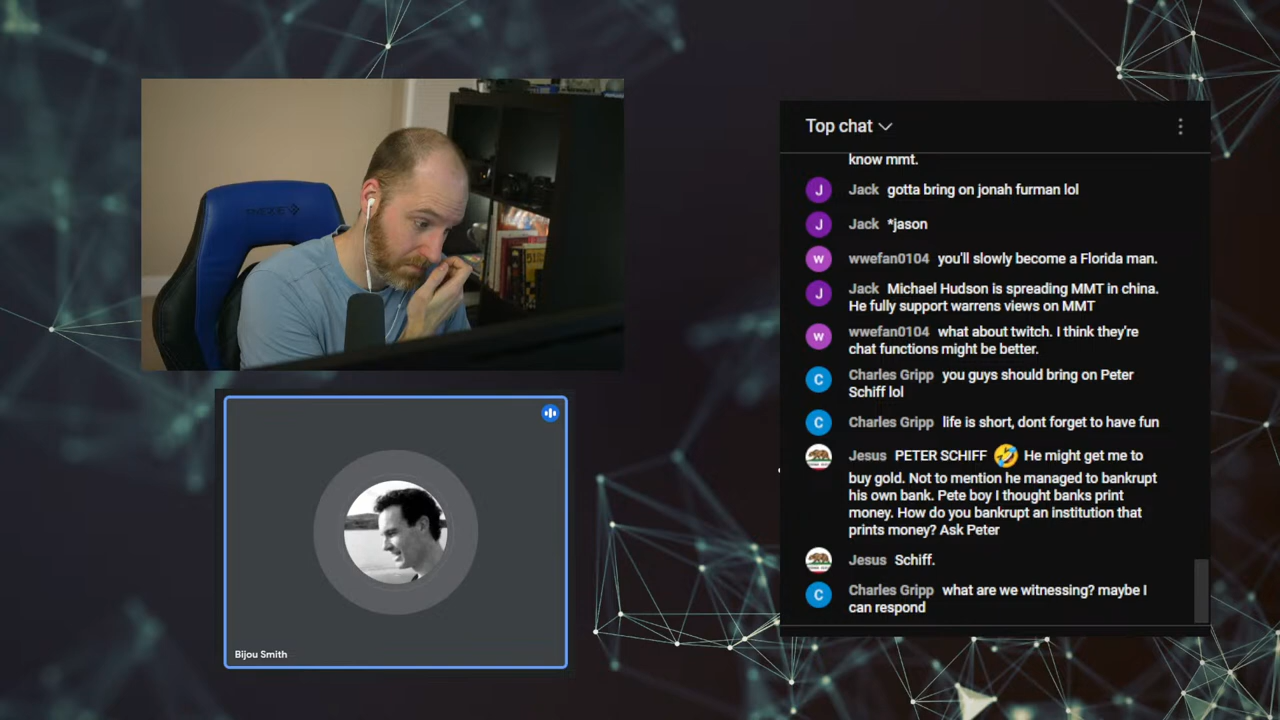 Top chat
know mmt.
J Jack gotta bring on jonah furman lol
J Jack *jason
w wwefan0104 you'll slowly become a Florida man.
J Jack Michael Hudson is spreading MMT in china.
He fully support warrens views on MMT
w wwefan0104 what about twitch. I think they're
chat functions might be better.
C Charles Gripp you guys should bring on Peter
Schiff lol
C Charles Gripp life is short, dont forget to have fun
Jesus PETER SCHIFF 🤣 He might get me to
buy gold. Not to mention he managed to bankrupt
his own bank. Pete boy I thought banks print
money. How do you bankrupt an institution that
prints money? Ask Peter
Jesus Schiff.
C Charles Gripp what are we witnessing? maybe I
can respond
Bijou Smith